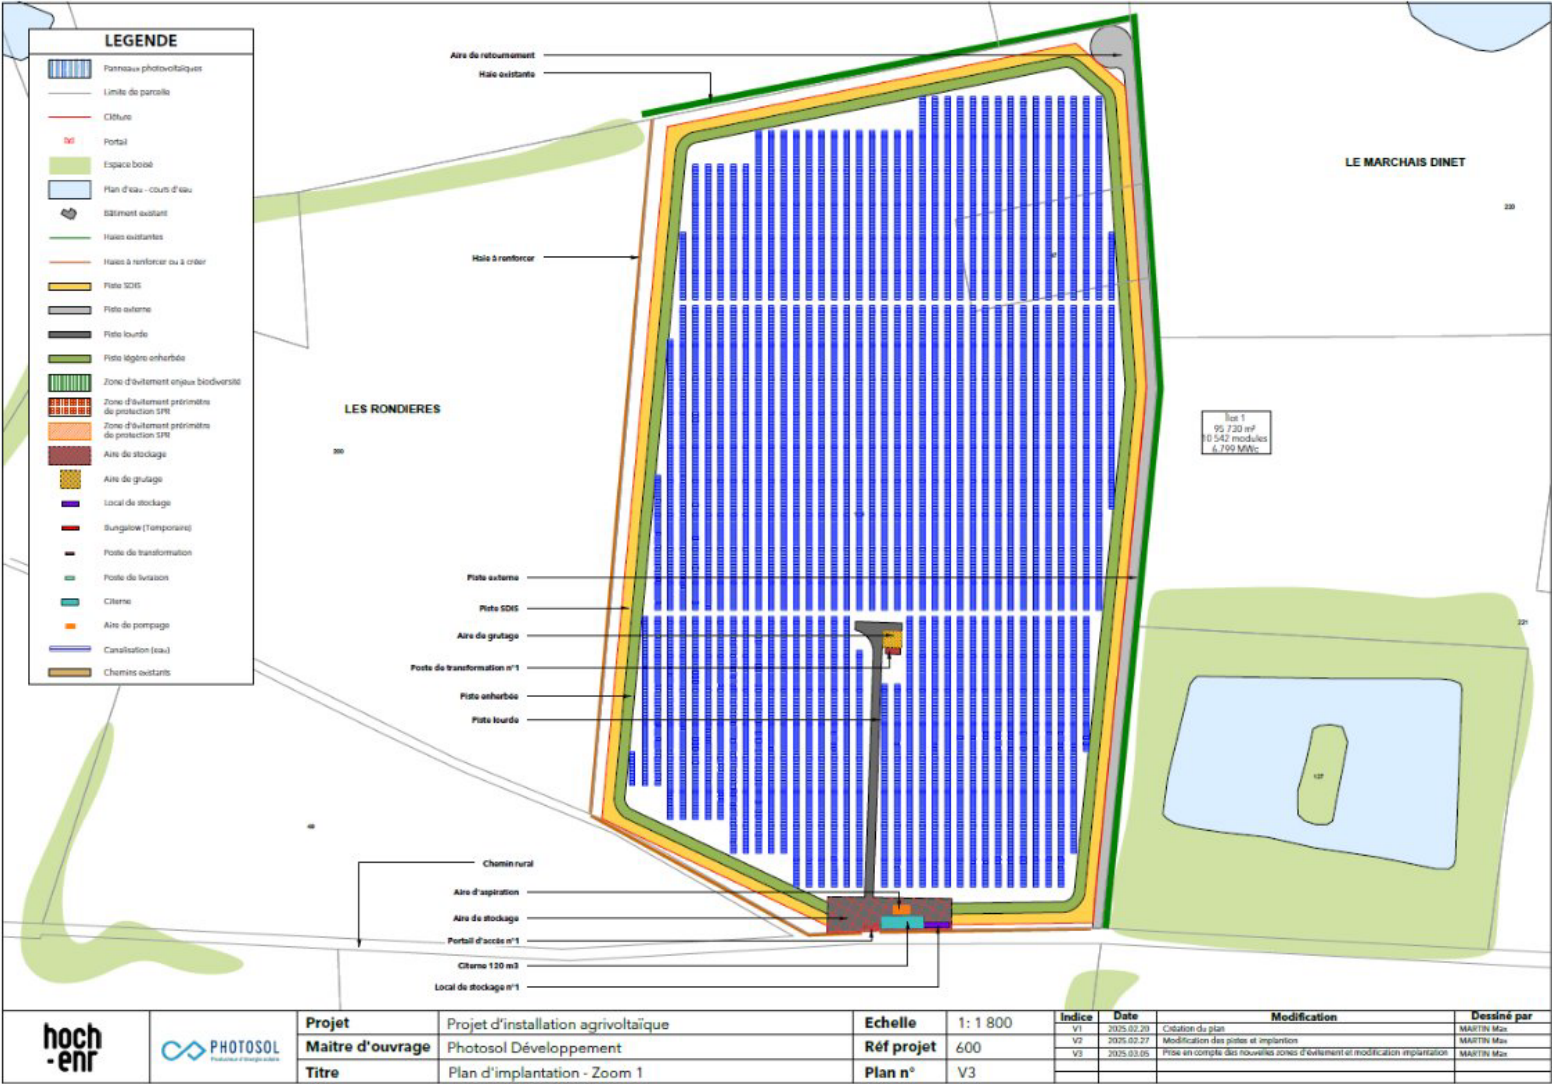 LEGENDE
Panneaux photovoltaïques
Limite de parcelle
Clôture
Portail
Espace boisé
Plan d'eau - cours d'eau
Bâtiment existant
Haies existantes
Haies à renforcer ou à créer
Piste SDIS
Piste externe
Piste lourde
Piste légère enherbée
Zone d'évitement enjeux biodiversité
Zone d'évitement prérimètre
de protection SPR
Zone d'évitement prérimètre
de protection SPR
Aire de stockage
Aire de grutage
Local de stockage
Bungalow (Temporaire)
Poste de transformation
Poste de livraison
Citerne
Aire de pompage
Canalisation (eau)
Chemins existants
Aire de retournement
Haie existante
Haie à renforcer
LE MARCHAIS DINET
LES RONDIERES
Îlot 1
95 730 m²
10 542 modules
6,799 MWc
Piste externe
Piste SDIS
Aire de grutage
Poste de transformation n°1
Piste enherbée
Piste lourde
221
137
Chemin rural
Aire d'aspiration
Aire de stockage
Portail d'accès n°1
Citerne 120 m3
Local de stockage n°1
hoch
-enr
PHOTOSOL
Producteur d'énergie solaire
Projet Projet d'installation agrivoltaïque
Maitre d'ouvrage Photosol Développement
Titre Plan d'implantation - Zoom 1
Echelle 1: 1 800
Réf projet 600
Plan n° V3
Indice Date Modification Dessiné par
V1 2025.02.20 Création du plan MARTIN Max
V2 2025.02.27 Modification des pistes et implantion MARTIN Max
V3 2025.03.05 Prise en compte des nouvelles zones d'évitement et modification implantation MARTIN Max